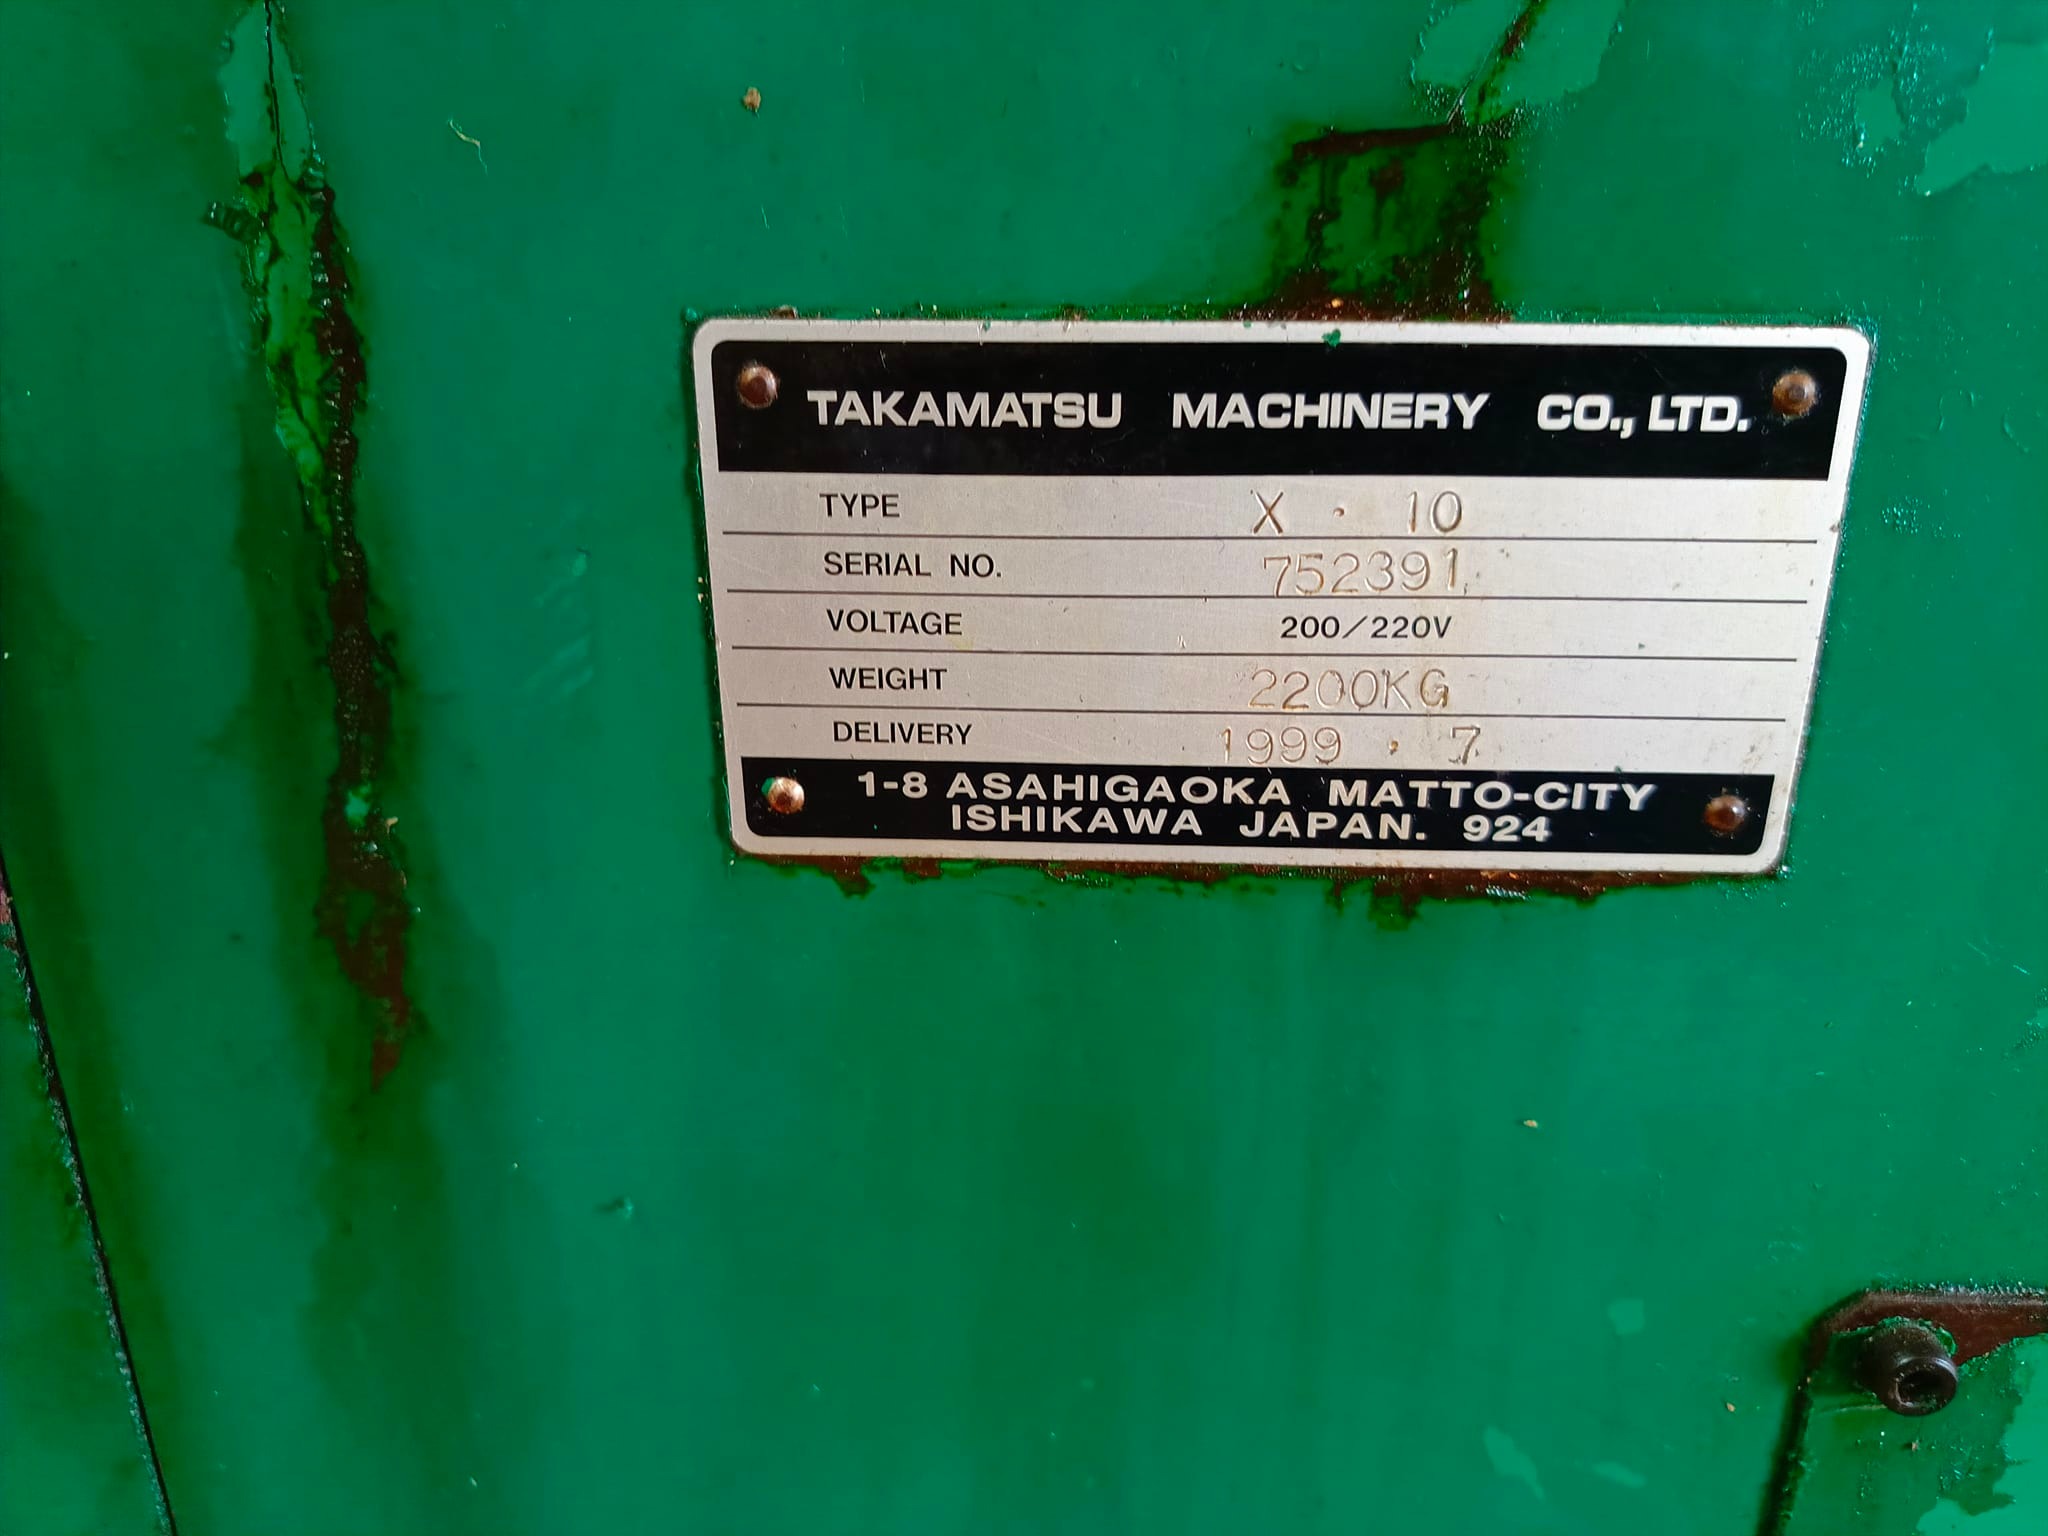 TAKAMATSU MACHINERY CO., LTD.
TYPE X · 10
SERIAL NO. 752391
VOLTAGE 200/220V
WEIGHT 2200KG
DELIVERY 1999 · 7
1-8 ASAHIGAOKA MATTO-CITY
ISHIKAWA JAPAN. 924